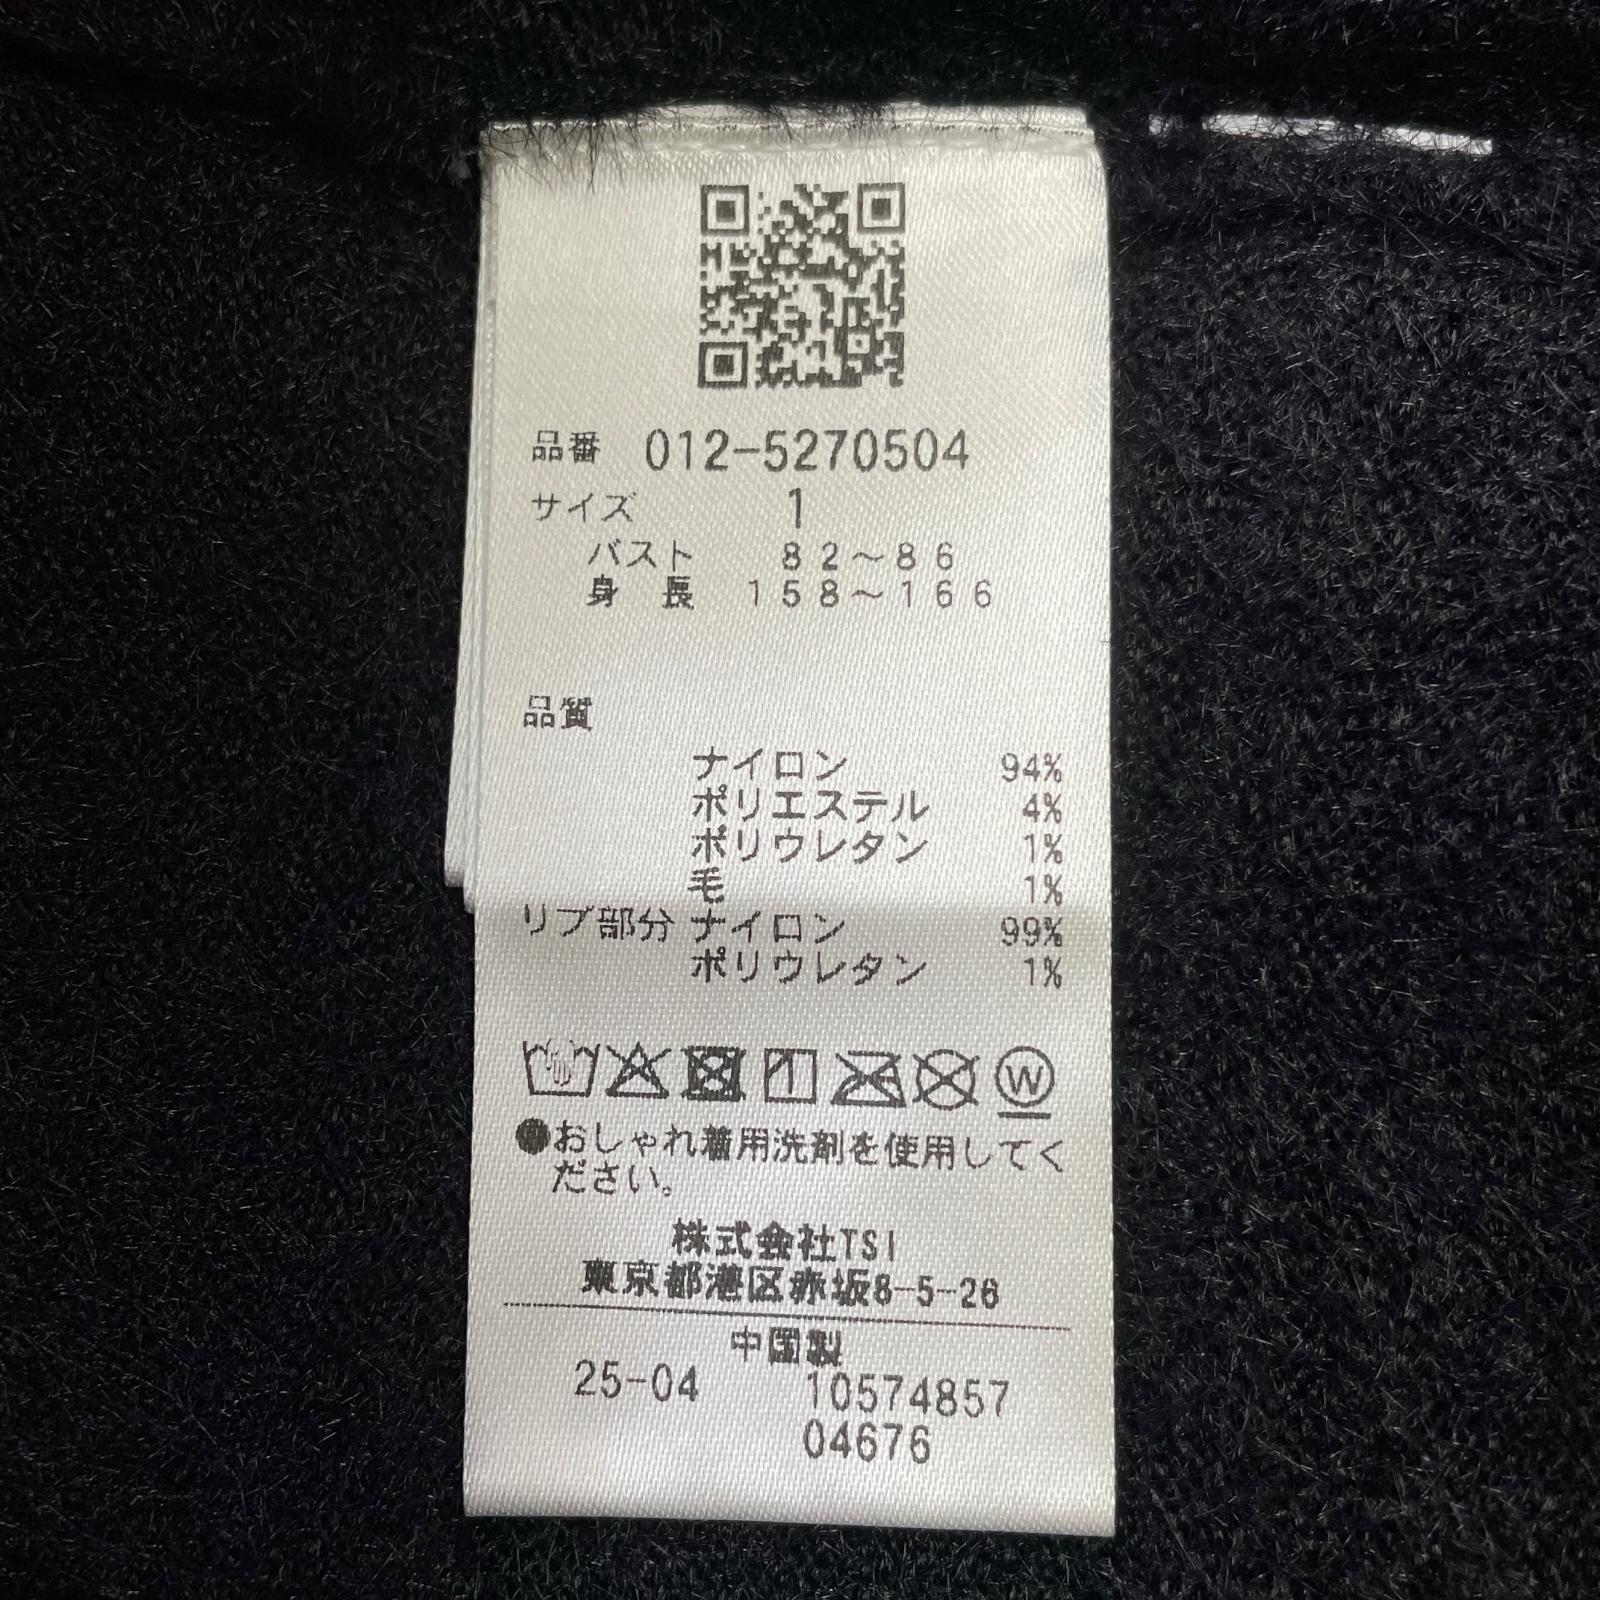 品番 012-5270504
サイズ 1
バスト 82～86
身長 158～166
品質
ナイロン 94%
ポリエステル 4%
ポリウレタン 1%
毛 1%
リブ部分 ナイロン 99%
ポリウレタン 1%
W
●おしゃれ着用洗剤を使用してく
ださい。
株式会社TSI
東京都港区赤坂8-5-26
中国製
25-04 10574857
04676